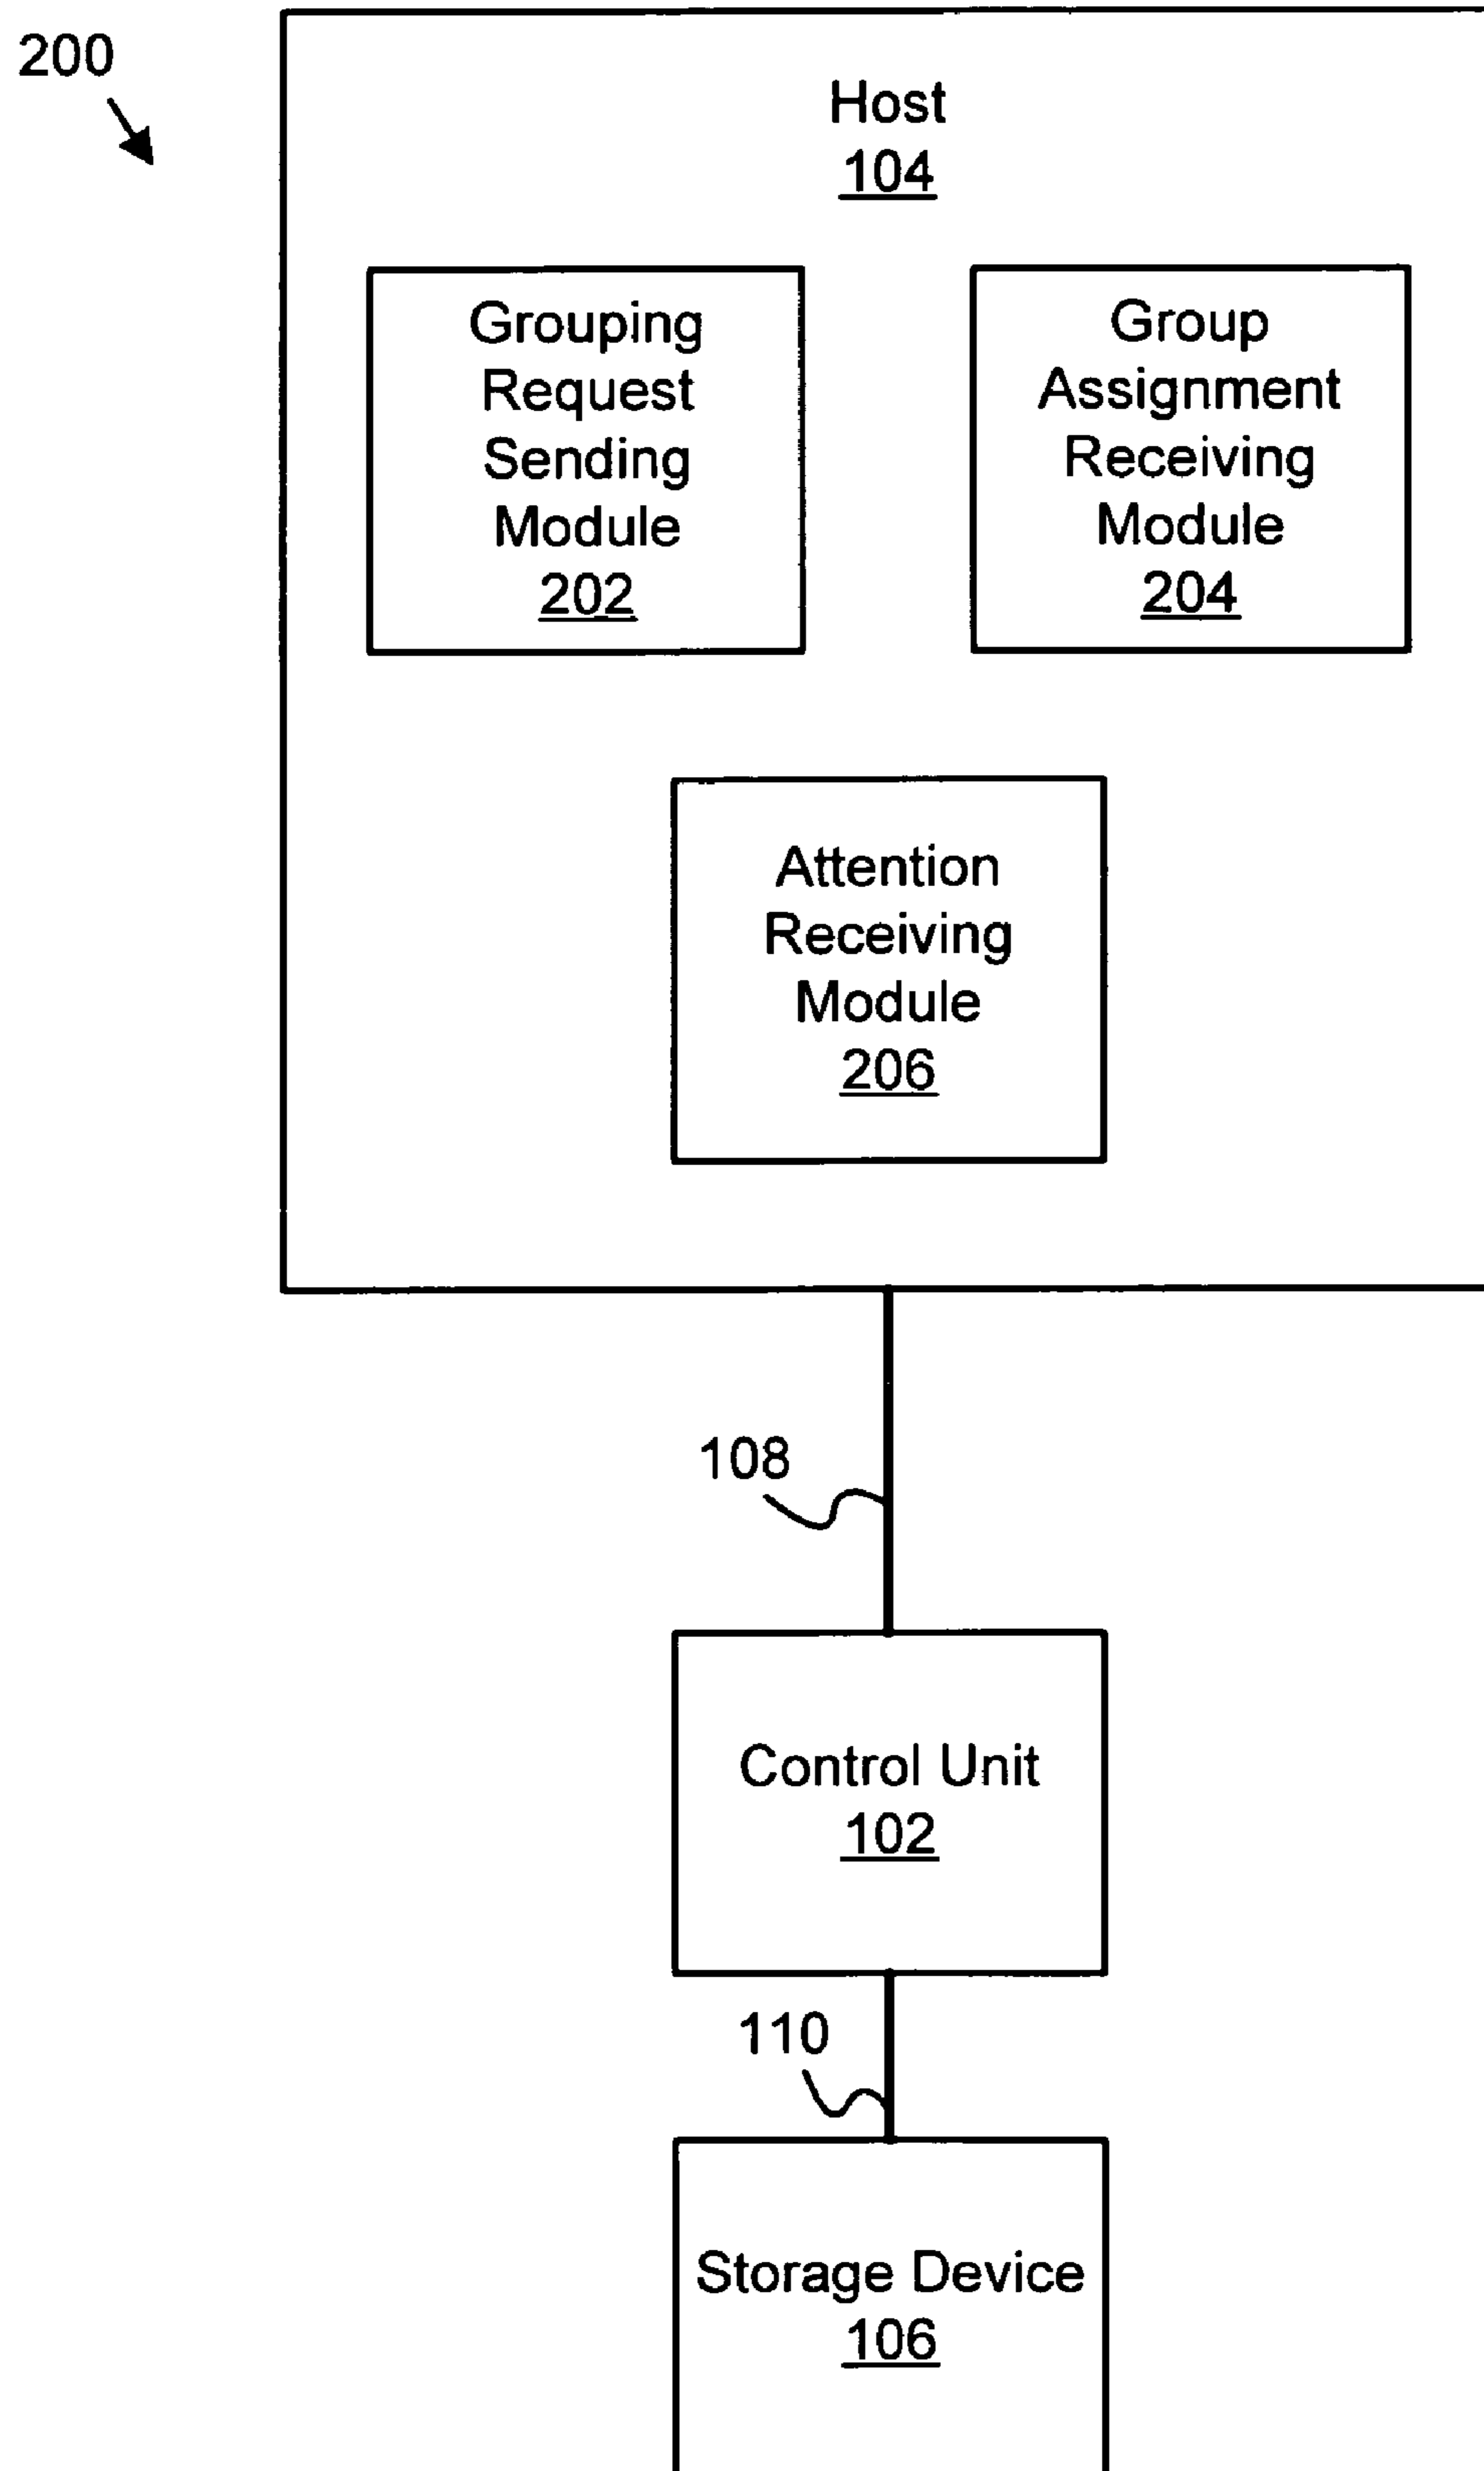 200
Host
104
Grouping
Request
Sending
Module
202
Group
Assignment
Receiving
Module
204
Attention
Receiving
Module
206
108
Control Unit
102
110
Storage Device
106